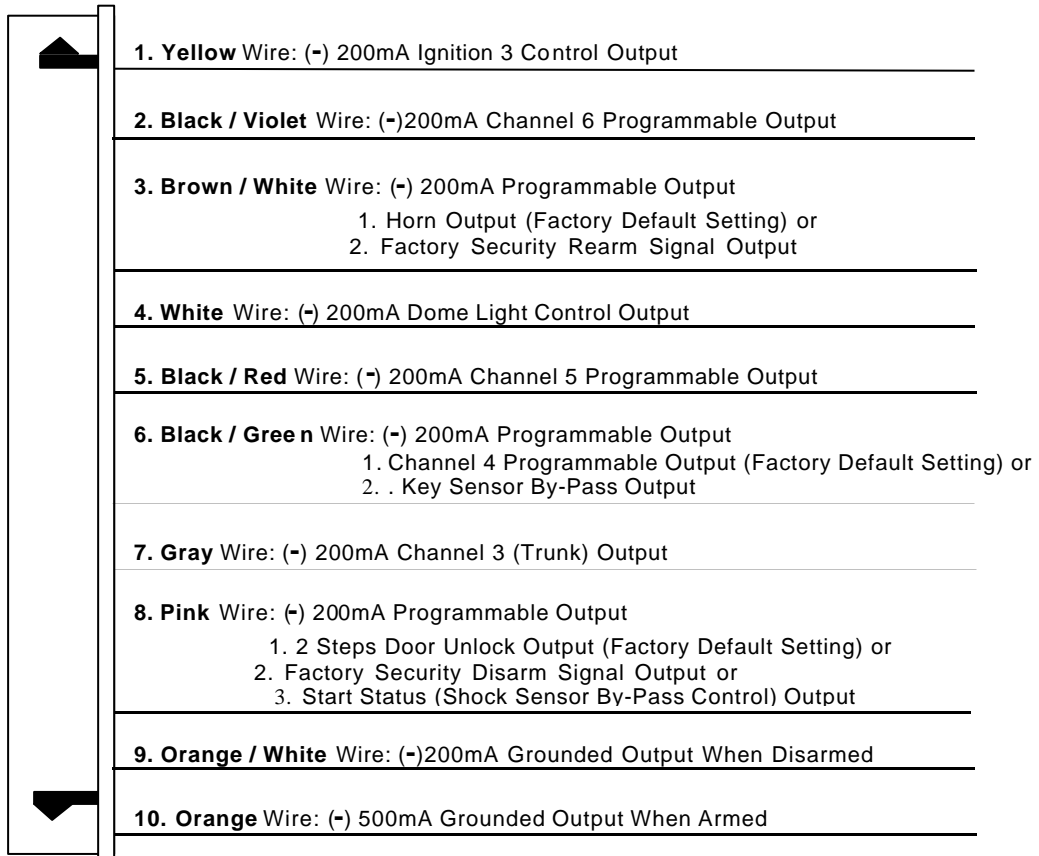 1. Yellow Wire: (-) 200mA Ignition 3 Control Output
2. Black / Violet Wire: (-)200mA Channel 6 Programmable Output
3. Brown / White Wire: (-) 200mA Programmable Output
1. Horn Output (Factory Default Setting) or
2. Factory Security Rearm Signal Output
4. White Wire: (-) 200mA Dome Light Control Output
5. Black / Red Wire: (-) 200mA Channel 5 Programmable Output
6. Black / Green Wire: (-) 200mA Programmable Output
1. Channel 4 Programmable Output (Factory Default Setting) or
2. . Key Sensor By-Pass Output
7. Gray Wire: (-) 200mA Channel 3 (Trunk) Output
8. Pink Wire: (-) 200mA Programmable Output
1. 2 Steps Door Unlock Output (Factory Default Setting) or
2. Factory Security Disarm Signal Output or
3. Start Status (Shock Sensor By-Pass Control) Output
9. Orange / White Wire: (-)200mA Grounded Output When Disarmed
10. Orange Wire: (-) 500mA Grounded Output When Armed